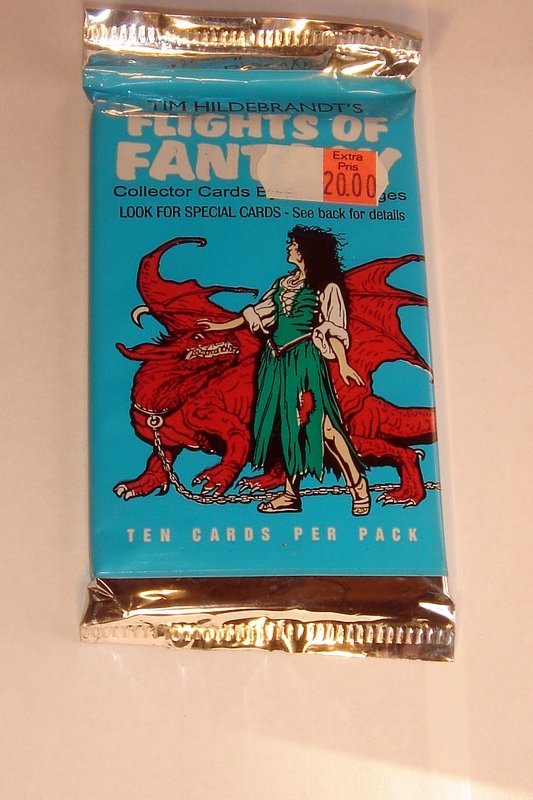 TIM HILDEBRANDT'S
FLIGHTS OF
FANTASY
Extra
Pris
20.00
Collector Cards
LOOK FOR SPECIAL CARDS - See back for details
TEN CARDS PER PACK